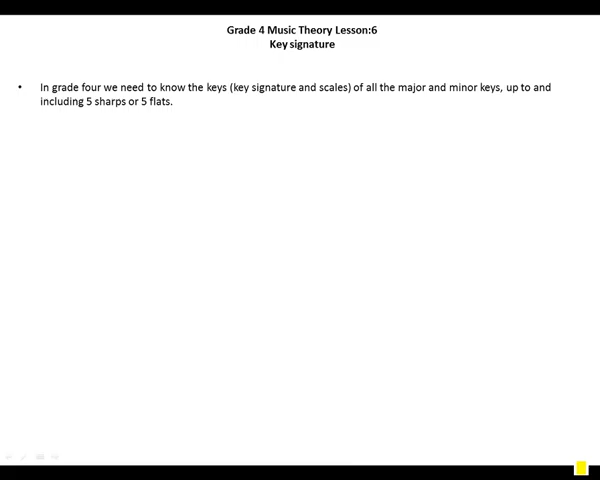 Grade 4 Music Theory Lesson:6
Key signature
• In grade four we need to know the keys (key signature and scales) of all the major and minor keys, up to and
including 5 sharps or 5 flats.